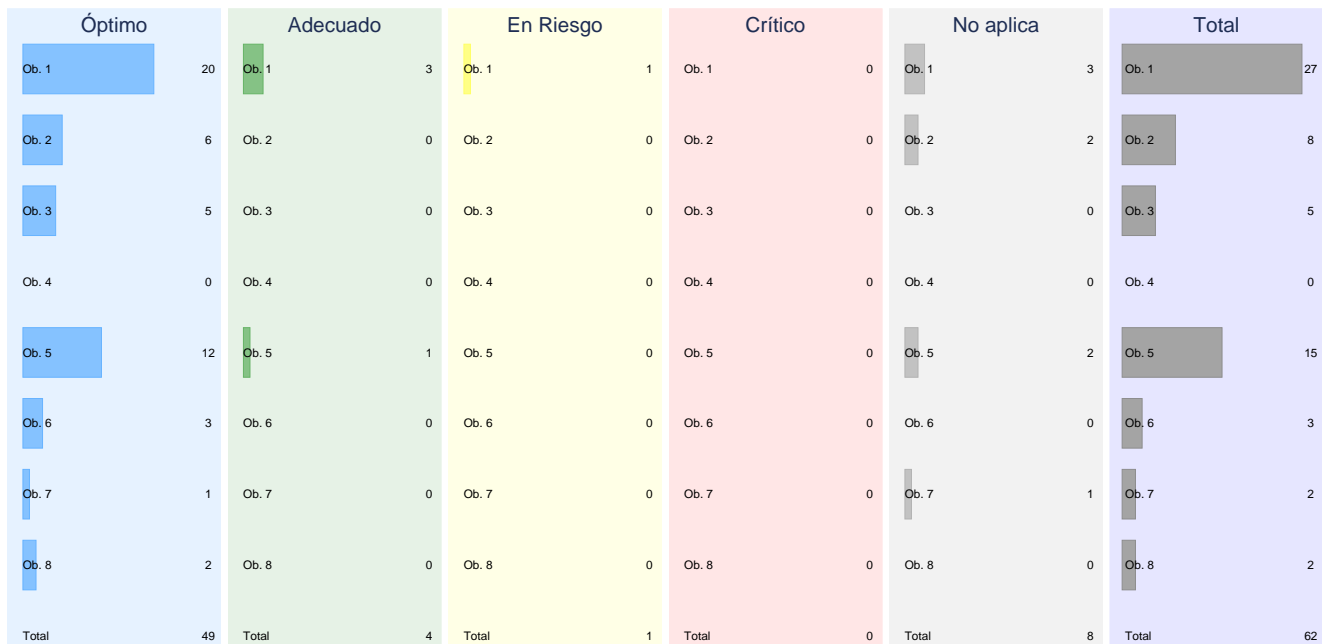 Óptimo Adecuado En Riesgo Crítico No aplica Total
Ob. 1 20 Ob. 1 3 Ob. 1 1 Ob. 1 0 Ob. 1 3 Ob. 1 27
Ob. 2 6 Ob. 2 0 Ob. 2 0 Ob. 2 0 Ob. 2 2 Ob. 2 8
Ob. 3 5 Ob. 3 0 Ob. 3 0 Ob. 3 0 Ob. 3 0 Ob. 3 5
Ob. 4 0 Ob. 4 0 Ob. 4 0 Ob. 4 0 Ob. 4 0 Ob. 4 0
Ob. 5 12 Ob. 5 1 Ob. 5 0 Ob. 5 0 Ob. 5 2 Ob. 5 15
Ob. 6 3 Ob. 6 0 Ob. 6 0 Ob. 6 0 Ob. 6 0 Ob. 6 3
Ob. 7 1 Ob. 7 0 Ob. 7 0 Ob. 7 0 Ob. 7 1 Ob. 7 2
Ob. 8 2 Ob. 8 0 Ob. 8 0 Ob. 8 0 Ob. 8 0 Ob. 8 2
Total 49 Total 4 Total 1 Total 0 Total 8 Total 62